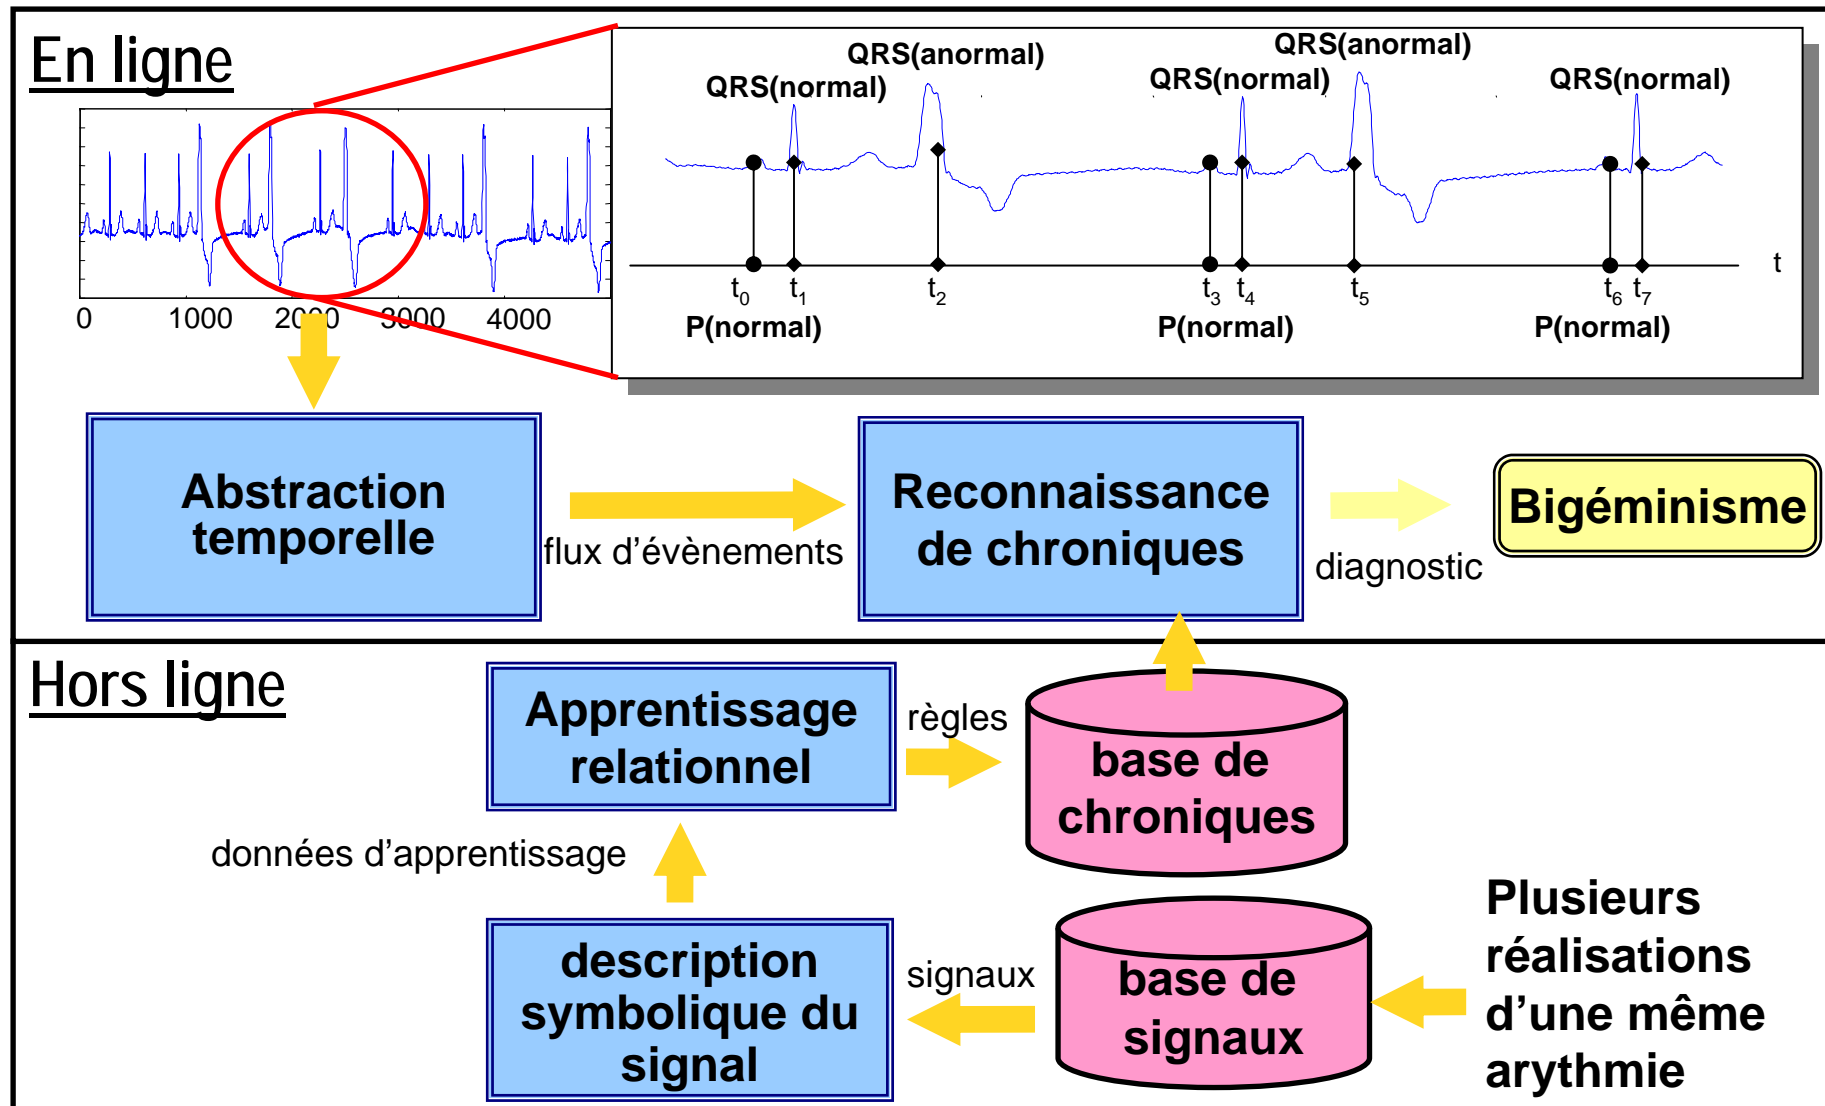 En ligne
QRS(normal)
QRS(anormal)
QRS(normal)
QRS(anormal)
QRS(normal)
t0 t1 t2 t3 t4 t5 t6 t7 t
P(normal) P(normal) P(normal)
0 1000 2000 3000 4000
Abstraction
temporelle
flux d'évènements
Reconnaissance
de chroniques
diagnostic
Bigéminisme
Hors ligne
Apprentissage
relationnel
règles
base de
chroniques
données d'apprentissage
description
symbolique du
signal
signaux
base de
signaux
Plusieurs
réalisations
d'une même
arythmie